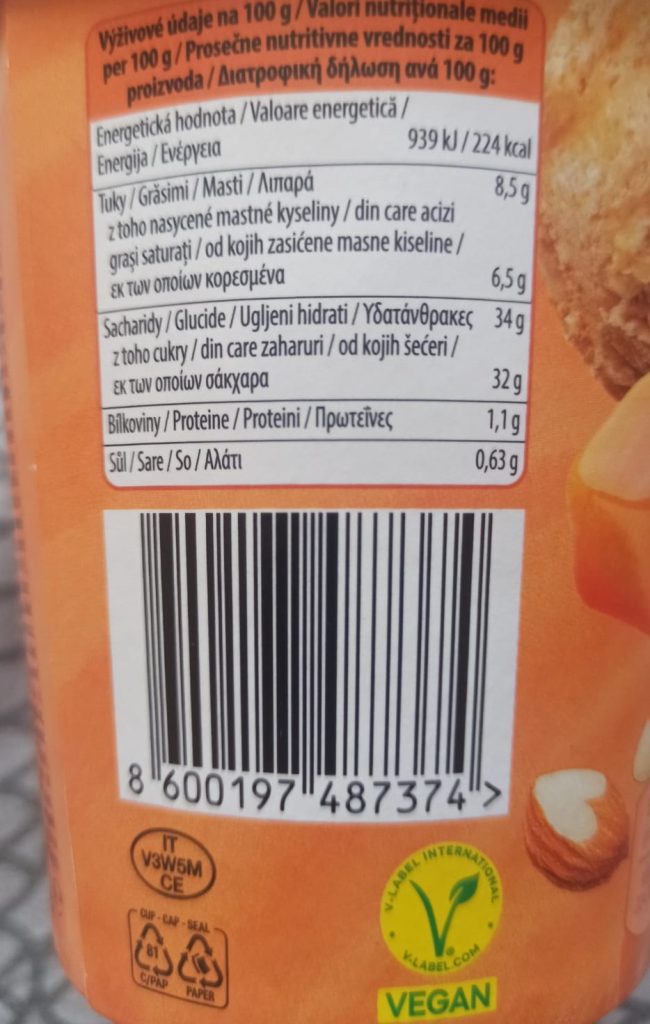 Výživové údaje na 100 g / Valori nutriționale medii
per 100 g / Prosečne nutritivne vrednosti za 100 g
proizvoda / Διατροφική δήλωση ανά 100 g:
Energetická hodnota / Valoare energetică /
Energija / Ενέργεια 939 kJ / 224 kcal
Tuky / Grăsimi / Masti / Λιπαρά 8,5 g
z toho nasycené mastné kyseliny / din care acizi
grași saturați / od kojih zasićene masne kiseline /
εκ των οποίων κορεσμένα 6,5 g
Sacharidy / Glucide / Ugljeni hidrati / Υδατάνθρακες 34 g
z toho cukry / din care zaharuri / od kojih šećeri /
εκ των οποίων σάκχαρα 32 g
Bílkoviny / Proteine / Proteini / Πρωτεΐνες 1,1 g
Sůl / Sare / So / Αλάτι 0,63 g
8 600197 487374 >
IT
V3W5M
CE
CUP - CAP - SEAL
81
C/PAP PAPER
V-LABEL INTERNATIONAL
V-LABEL.COM
VEGAN